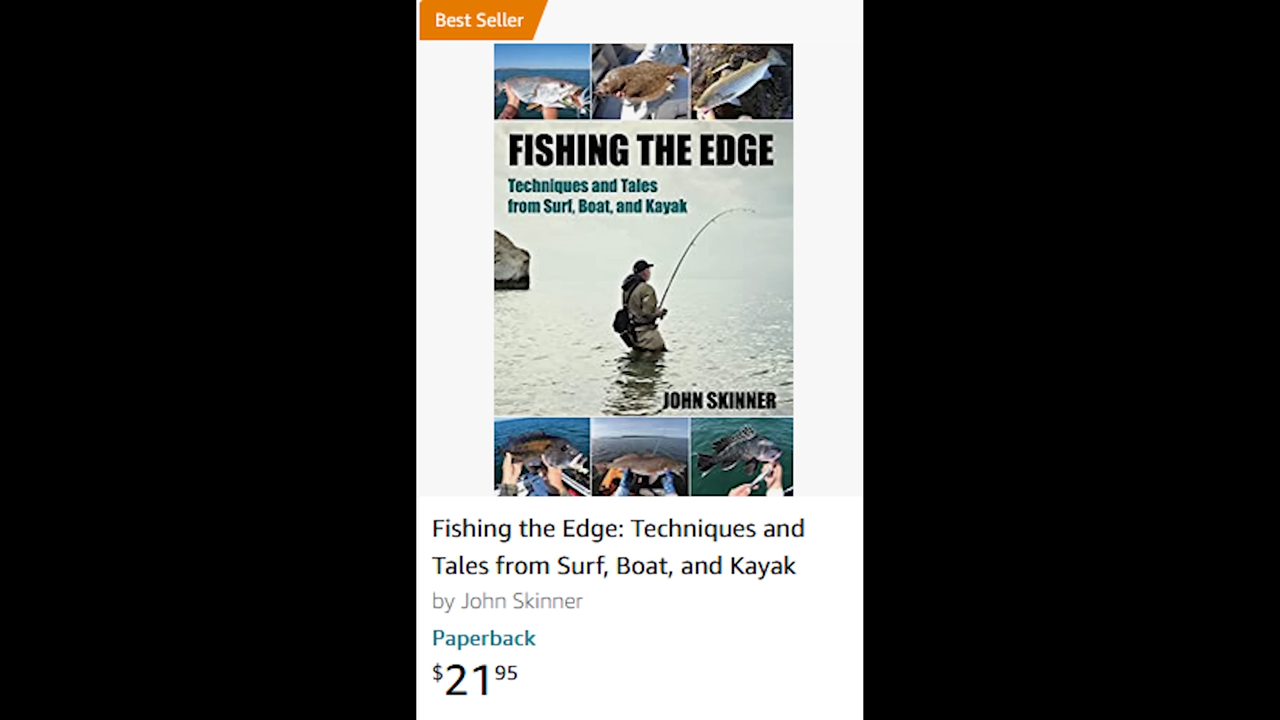 Best Seller
FISHING THE EDGE
Techniques and Tales
from Surf, Boat, and Kayak
JOHN SKINNER
Fishing the Edge: Techniques and
Tales from Surf, Boat, and Kayak
by John Skinner
Paperback
$21.95